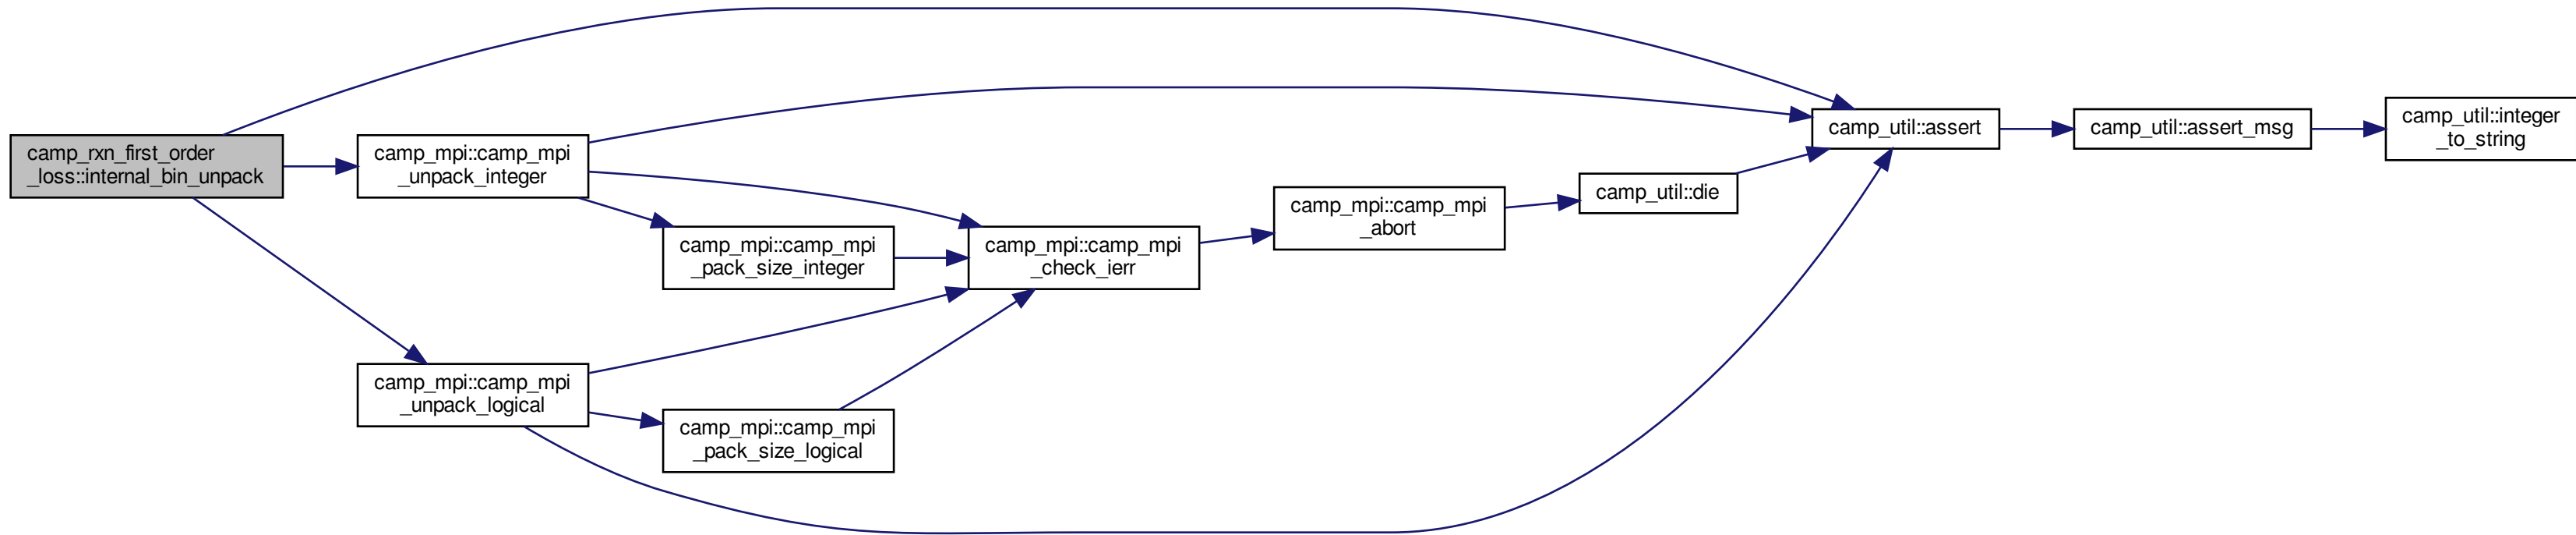 camp_rxn_first_order
_loss::internal_bin_unpack
camp_mpi::camp_mpi
_unpack_integer
camp_mpi::camp_mpi
_pack_size_integer
camp_mpi::camp_mpi
_check_ierr
camp_mpi::camp_mpi
_abort
camp_util::die
camp_util::assert
camp_util::assert_msg
camp_util::integer
_to_string
camp_mpi::camp_mpi
_unpack_logical
camp_mpi::camp_mpi
_pack_size_logical